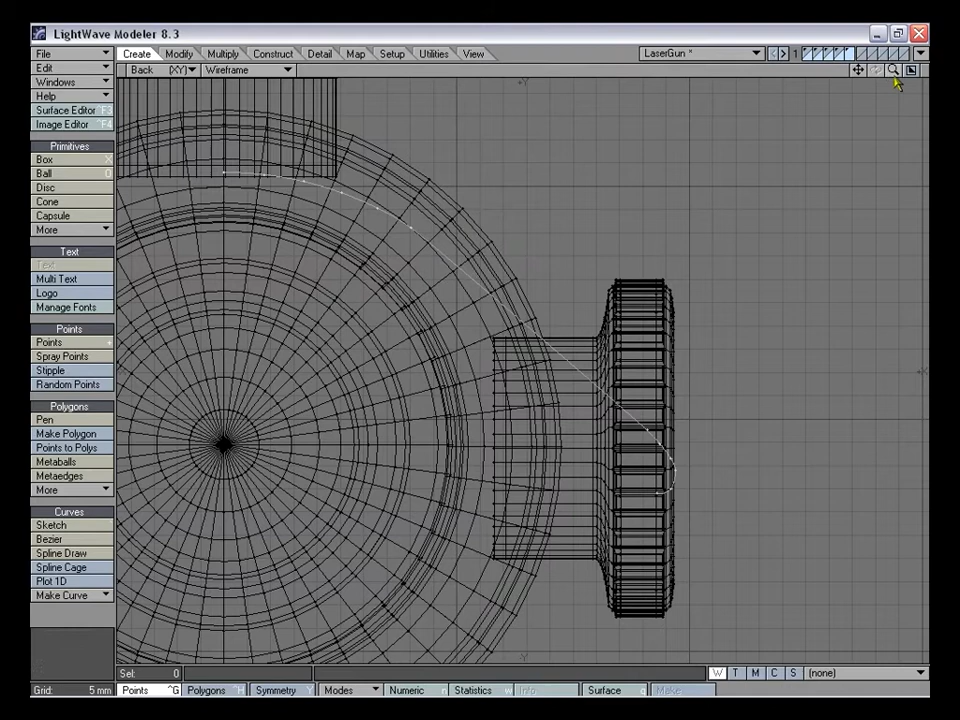 LightWave Modeler 8.3
File Create Modify Multiply Construct Detail Map Setup Utilities View LaserGun * 1
Edit Back (XY) Wireframe
Windows
Help
Surface Editor ^F3
Image Editor ^F4
Primitives
Box X
Ball O
Disc
Cone
Capsule
More
Text
Text
Multi Text
Logo
Manage Fonts
Points
Points +
Spray Points
Stipple
Random Points
Polygons
Pen
Make Polygon
Points to Polys
Metaballs
Metaedges
More
Curves
Sketch
Bezier
Spline Draw
Spline Cage
Plot 1D
Make Curve
Sel: 0 W T M C S (none)
Grid: 5 mm Points ^G Polygons ^H Symmetry Y Modes Numeric n Statistics w Info Surface q Make